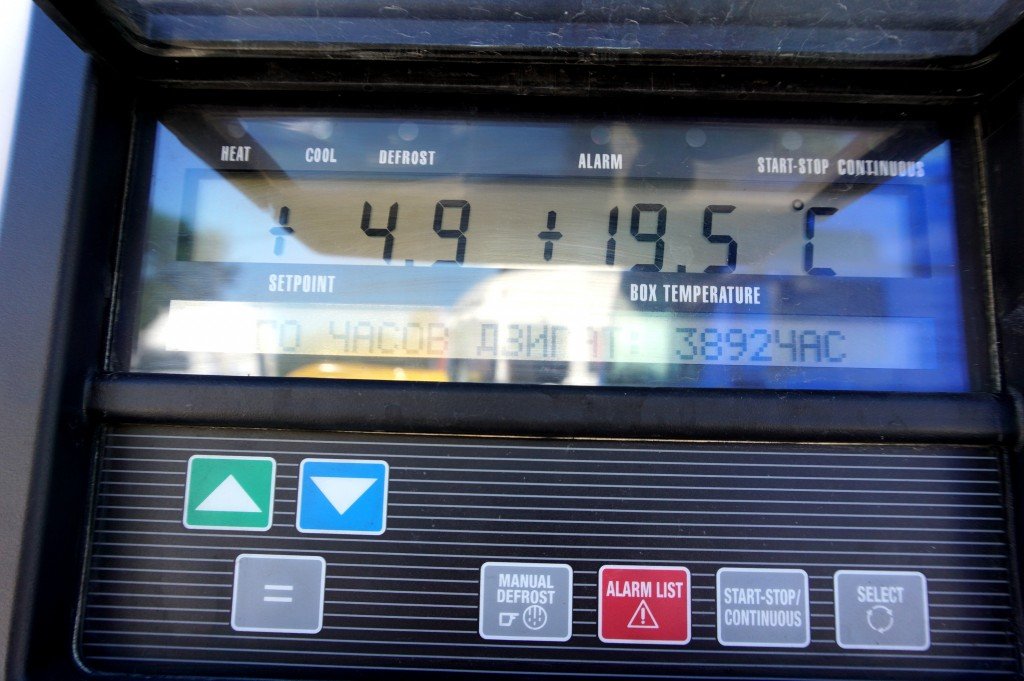 HEAT COOL DEFROST ALARM START-STOP CONTINUOUS
+ 4.9 + 19.5 °C
SETPOINT BOX TEMPERATURE
ЧАСОВ 38924ЧАС
=
MANUAL DEFROST
ALARM LIST
START-STOP/
CONTINUOUS
SELECT